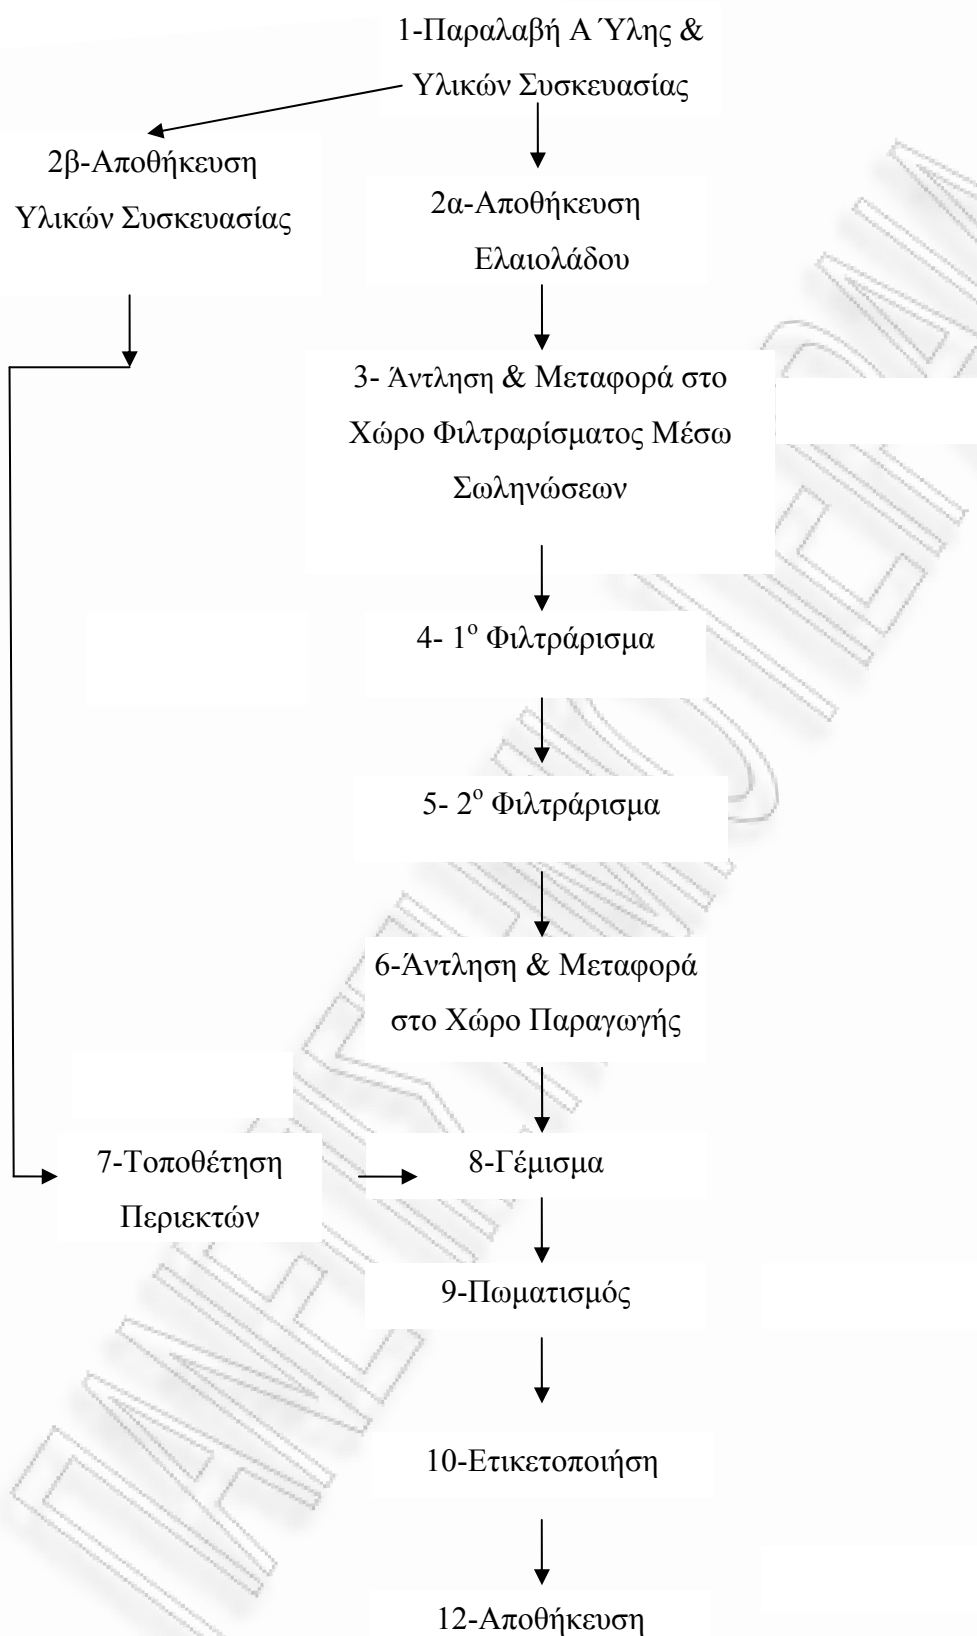 1-Παραλαβή Α Ύλης &
Υλικών Συσκευασίας
2β-Αποθήκευση
Υλικών Συσκευασίας
2α-Αποθήκευση
Ελαιολάδου
3- Άντληση & Μεταφορά στο
Χώρο Φιλτραρίσματος Μέσω
Σωληνώσεων
4- 1ο Φιλτράρισμα
5- 2ο Φιλτράρισμα
6-Άντληση & Μεταφορά
στο Χώρο Παραγωγής
7-Τοποθέτηση
Περιεκτών
8-Γέμισμα
9-Πωματισμός
10-Ετικετοποιήση
12-Αποθήκευση